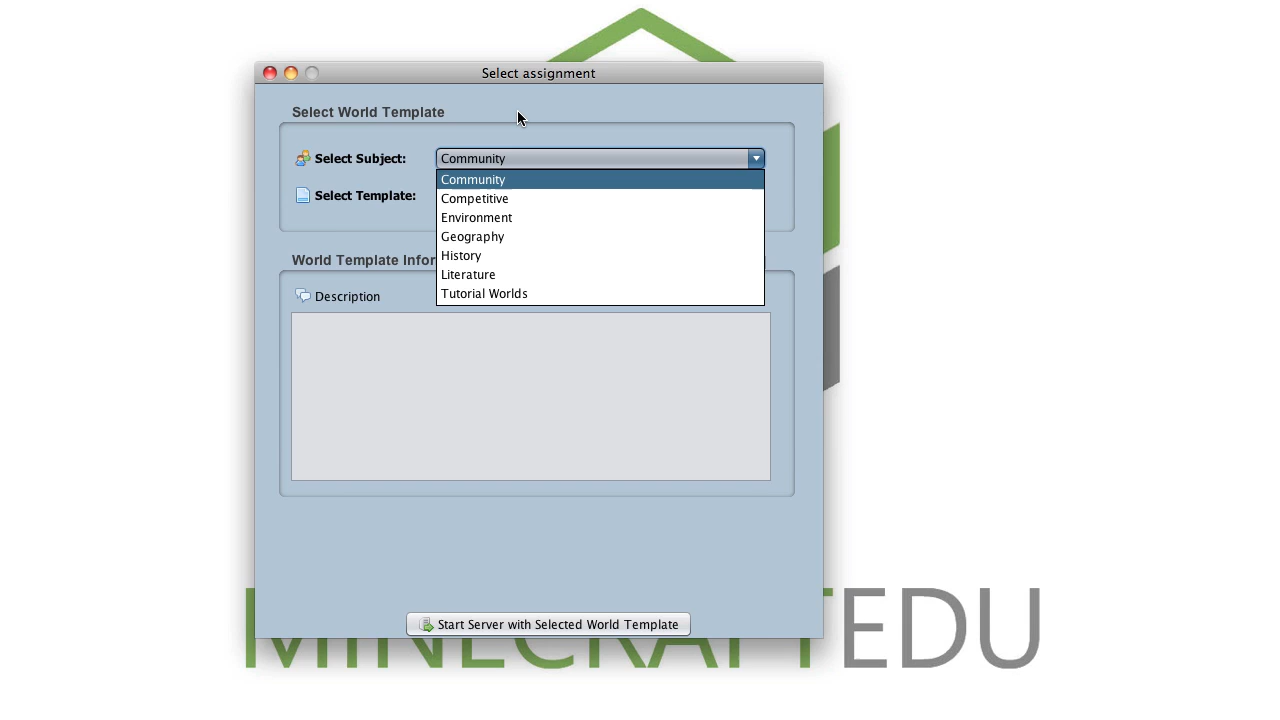 Select assignment
Select World Template
Select Subject:
Community
Community
Select Template:
Competitive
Environment
Geography
History
World Template Infor
Literature
Tutorial Worlds
Description
Start Server with Selected World Template
MINECRAFTEDU